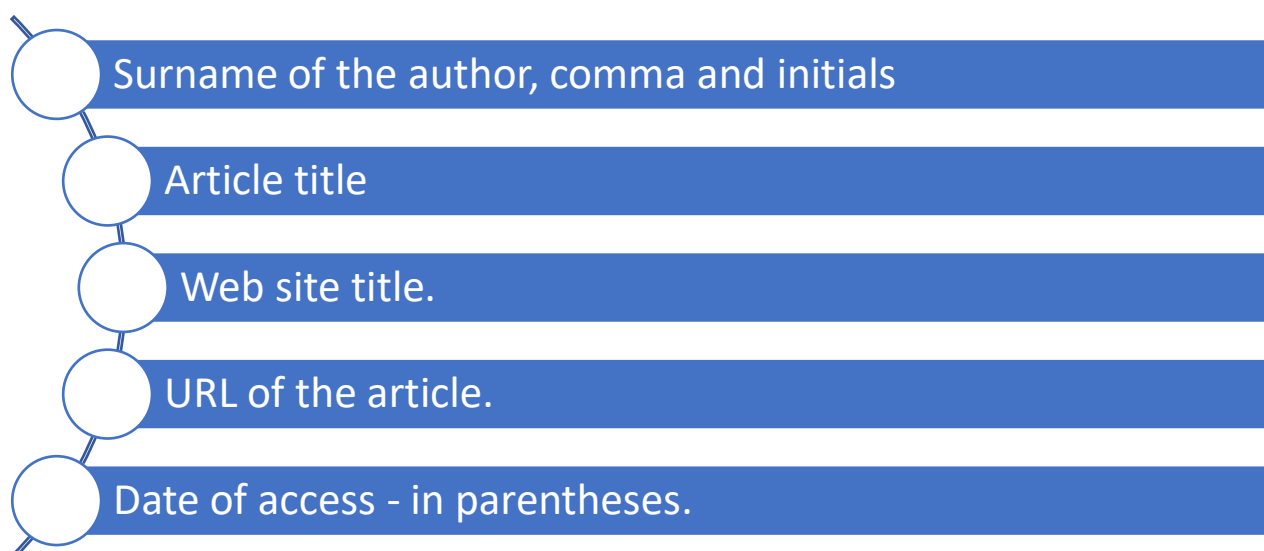 Surname of the author, comma and initials
Article title
Web site title.
URL of the article.
Date of access - in parentheses.